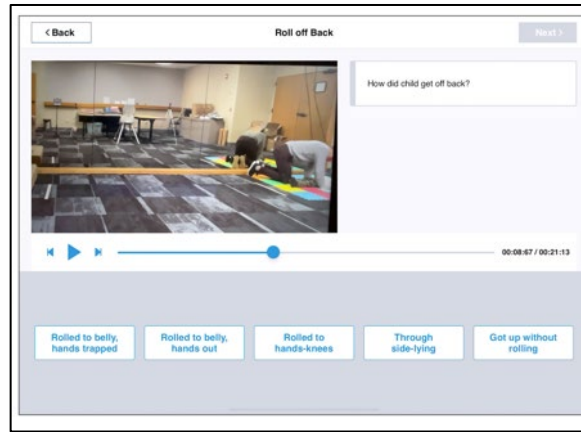 < Back
Roll off Back
Next >
How did child get off back?
00:08:67 / 00:21:13
Rolled to belly,
hands trapped
Rolled to belly,
hands out
Rolled to
hands-knees
Through
side-lying
Got up without
rolling